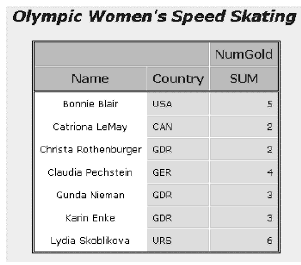 Olympic Women's Speed Skating
NumGold
Name Country SUM
Bonnie Blair USA 5
Catriona LeMay CAN 2
Christa Rothenburger GDR 2
Claudia Pechstein GER 4
Gunda Nieman GDR 3
Karin Enke GDR 3
Lydia Skoblikova URS 6